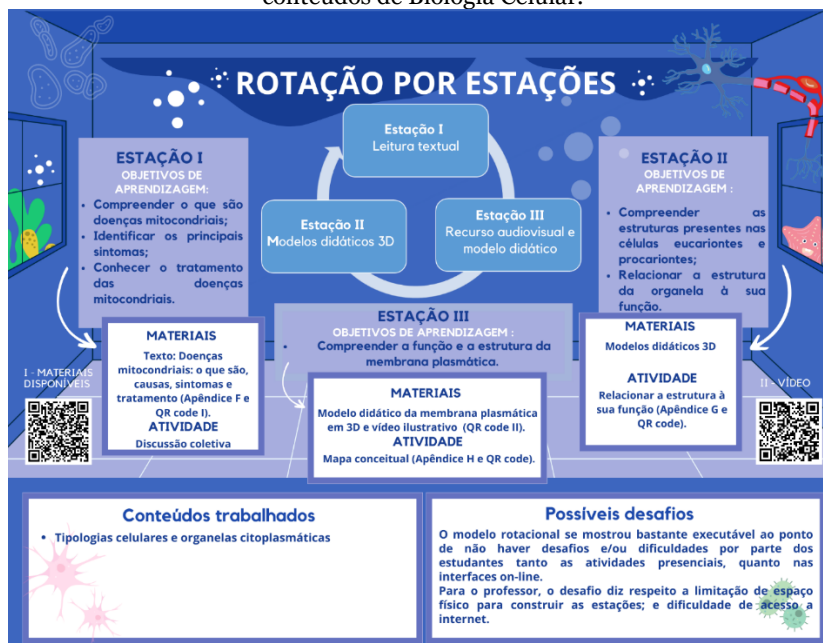 conteúdos de Biologia Celular.
ROTAÇÃO POR ESTAÇÕES
Estação I
Leitura textual
Estação II
Modelos didáticos 3D
Estação III
Recurso audiovisual e
modelo didático
ESTAÇÃO I
OBJETIVOS DE
APRENDIZAGEM:
• Compreender o que são
doenças mitocondriais;
• Identificar os principais
sintomas;
• Conhecer o tratamento
das doenças
mitocondriais.
MATERIAIS
Texto: Doenças
mitocondriais: o que são,
causas, sintomas e
tratamento (Apêndice F e
QR code I).
ATIVIDADE
Discussão coletiva
I - MATERIAIS
DISPONÍVEIS
ESTAÇÃO III
OBJETIVOS DE APRENDIZAGEM :
• Compreender a função e a estrutura da
membrana plasmática.
MATERIAIS
Modelo didático da membrana plasmática
em 3D e vídeo ilustrativo (QR code II).
ATIVIDADE
Mapa conceitual (Apêndice H e QR code).
ESTAÇÃO II
OBJETIVOS DE
APRENDIZAGEM :
• Compreender as
estruturas presentes nas
células eucariontes e
procariontes;
• Relacionar a estrutura
da organela à sua
função.
MATERIAIS
Modelos didáticos 3D
ATIVIDADE
Relacionar a estrutura à
sua função (Apêndice G e
QR code).
II - VÍDEO
Conteúdos trabalhados
• Tipologias celulares e organelas citoplasmáticas
Possíveis desafios
O modelo rotacional se mostrou bastante executável ao ponto
de não haver desafios e/ou dificuldades por parte dos
estudantes tanto as atividades presenciais, quanto nas
interfaces on-line.
Para o professor, o desafio diz respeito a limitação de espaço
físico para construir as estações; e dificuldade de acesso a
internet.